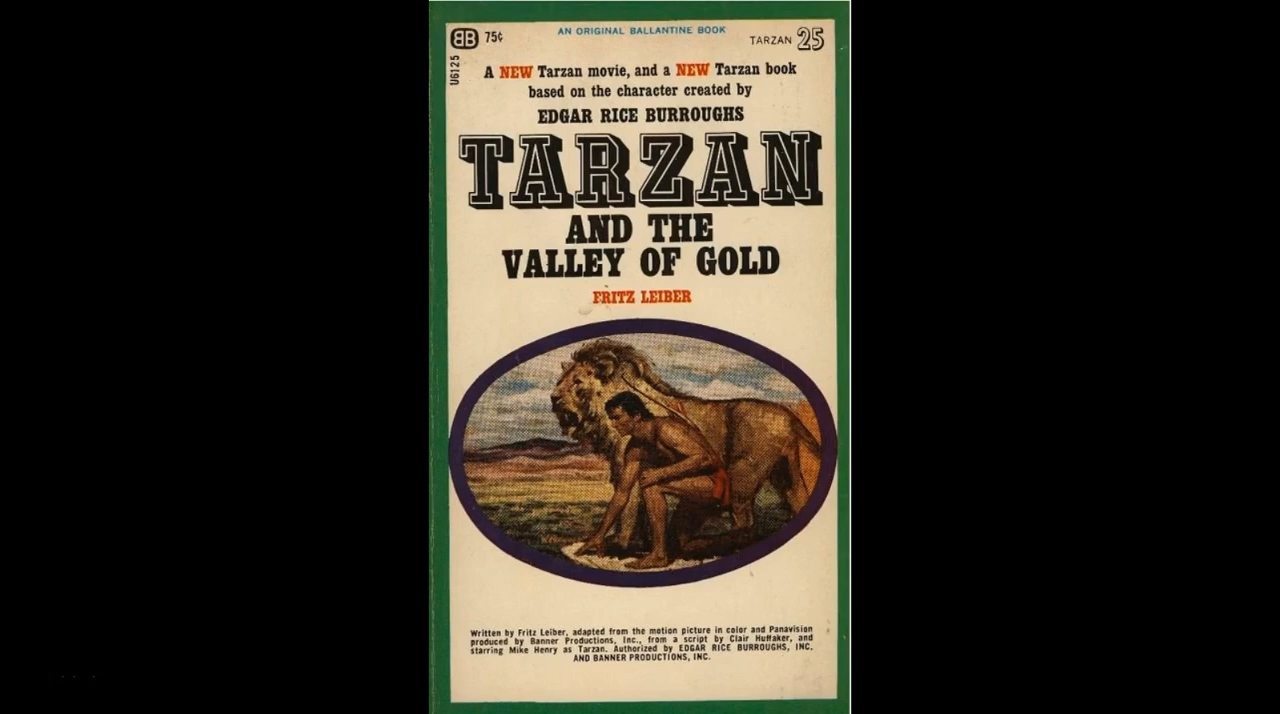 BB 75¢
U6125
AN ORIGINAL BALLANTINE BOOK
TARZAN 25
A NEW Tarzan movie, and a NEW Tarzan book
based on the character created by
EDGAR RICE BURROUGHS
TARZAN
AND THE
VALLEY OF GOLD
FRITZ LEIBER
Written by Fritz Leiber, adapted from the motion picture in color and Panavision
produced by Banner Productions, Inc., from a script by Clair Huffaker, and
starring Mike Henry as Tarzan. Authorized by EDGAR RICE BURROUGHS, INC.
AND BANNER PRODUCTIONS, INC.